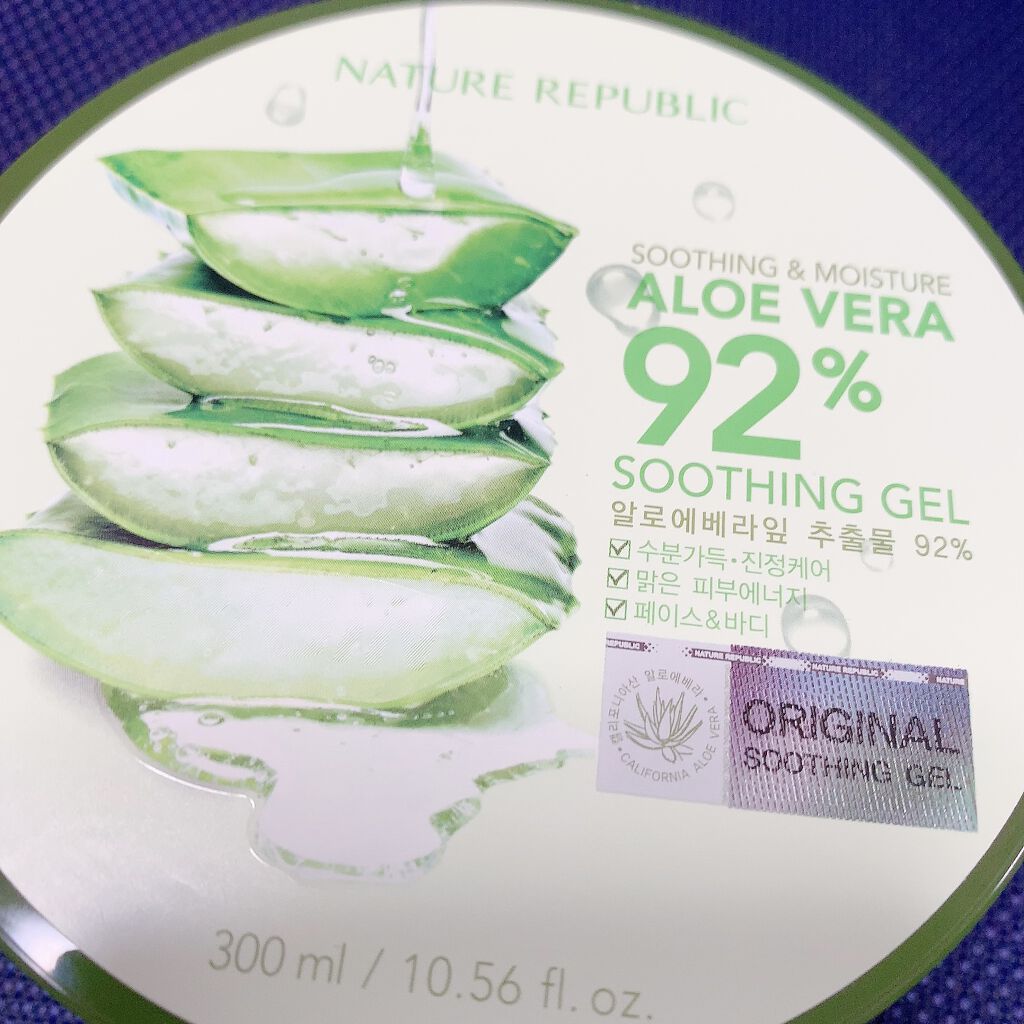 NATURE REPUBLIC
SOOTHING & MOISTURE
ALOE VERA
92%
SOOTHING GEL
알로에베라잎 추출물 92%
수분가득•진정케어
맑은 피부에너지
페이스&바디
REPUBLIC NATURE REPUBLIC NATURE REPUBLIC NATURE
캘리포니아산 알로에베라
CALIFORNIA ALOE VERA
ORIGINAL
SOOTHING GEL
300 ml / 10.56 fl. oz.